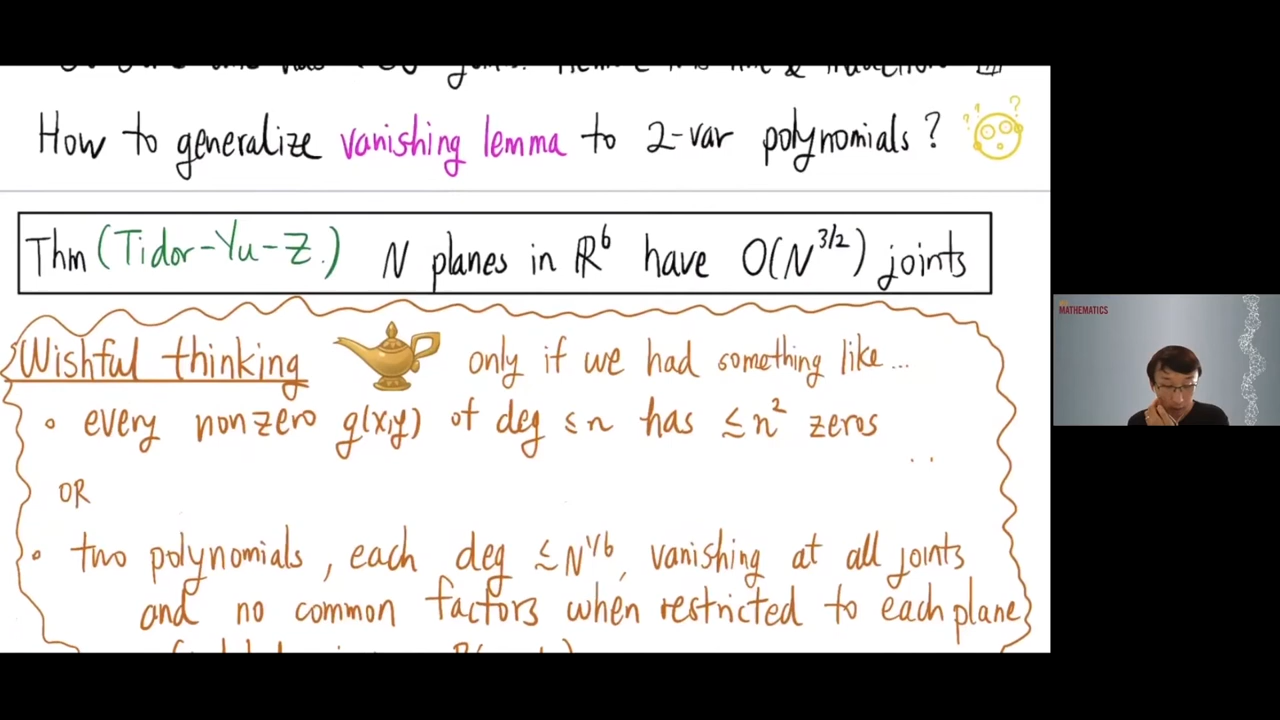 How to generalize vanishing lemma to 2-var polynomials?
Thm (Tidor-Yu-Z.) N planes in ℝ⁶ have O(N^{3/2}) joints
Wishful thinking only if we had something like...
• every nonzero g(x,y) of deg ≤ n has ≲ n² zeros
OR
• two polynomials, each deg ≲ N^{1/6}, vanishing at all joints
and no common factors when restricted to each plane
MATHEMATICS